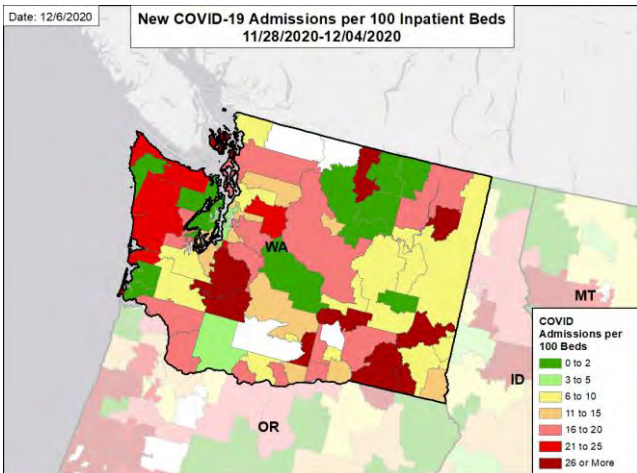 Date: 12/6/2020
New COVID-19 Admissions per 100 Inpatient Beds
11/28/2020-12/04/2020
WA
MT
ID
OR
COVID
Admissions per
100 Beds
0 to 2
3 to 5
6 to 10
11 to 15
16 to 20
21 to 25
26 or More